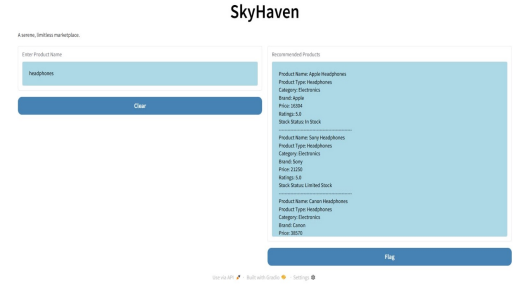 SkyHaven
A serene, limitless marketplace.
Enter Product Name
headphones
Clear
Recommended Products
Product Name: Apple Headphones
Product Type: Headphones
Category: Electronics
Brand: Apple
Price: 16394
Ratings: 5.0
Stock Status: In Stock
----------------------------------------
Product Name: Sony Headphones
Product Type: Headphones
Category: Electronics
Brand: Sony
Price: 21250
Ratings: 5.0
Stock Status: Limited Stock
----------------------------------------
Product Name: Canon Headphones
Product Type: Headphones
Category: Electronics
Brand: Canon
Price: 38570
Flag
Use via API · Built with Gradio · Settings